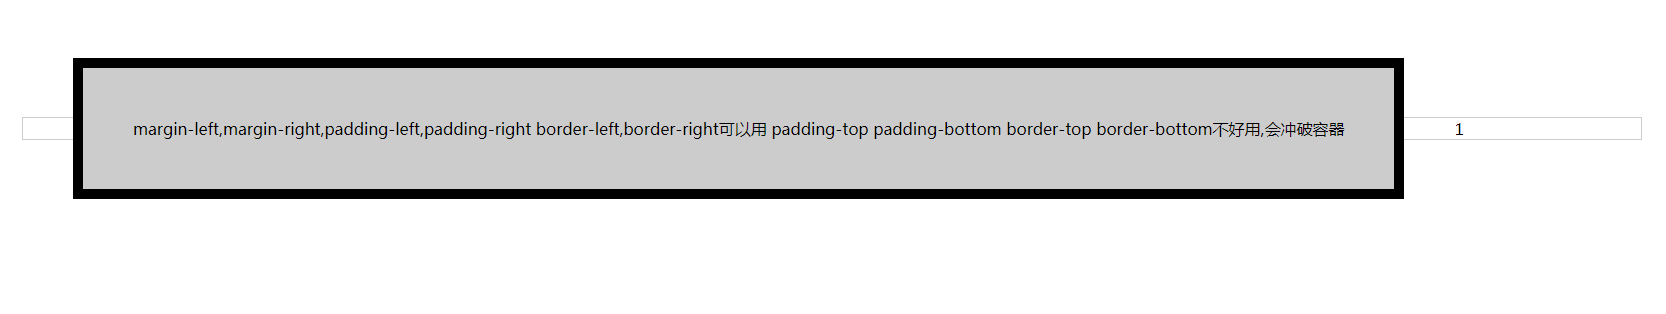 margin-left,margin-right,padding-left,padding-right border-left,border-right可以用 padding-top padding-bottom border-top border-bottom不好用,会冲破容器 1